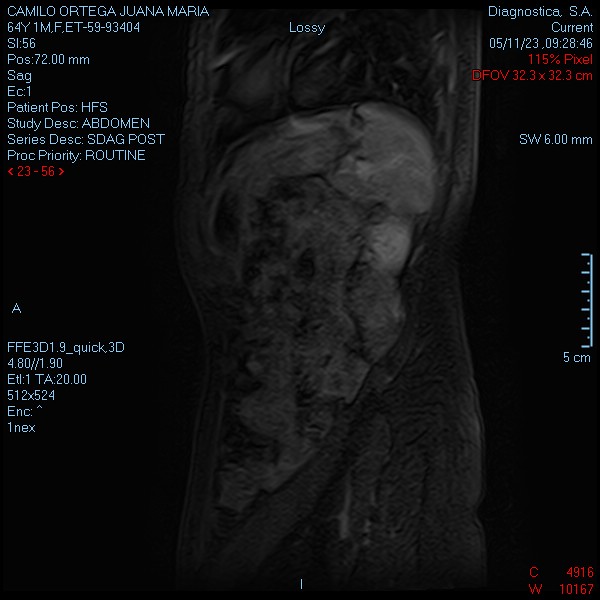 CAMILO ORTEGA JUANA MARIA
64Y 1M,F,ET-59-93404
SI:56
Pos:72.00 mm
Sag
Ec:1
Patient Pos: HFS
Study Desc: ABDOMEN
Series Desc: SDAG POST
Proc Priority: ROUTINE
< 23 - 56 >
Lossy
Diagnostica, S.A.
Current
05/11/23 ,09:28:46
115% Pixel
DFOV 32.3 x 32.3 cm
SW 6.00 mm
A
5 cm
FFE3D1.9_quick,3D
4.80//1.90
Etl:1 TA:20.00
512x524
Enc: ^
1nex
I
C 4916
W 10167